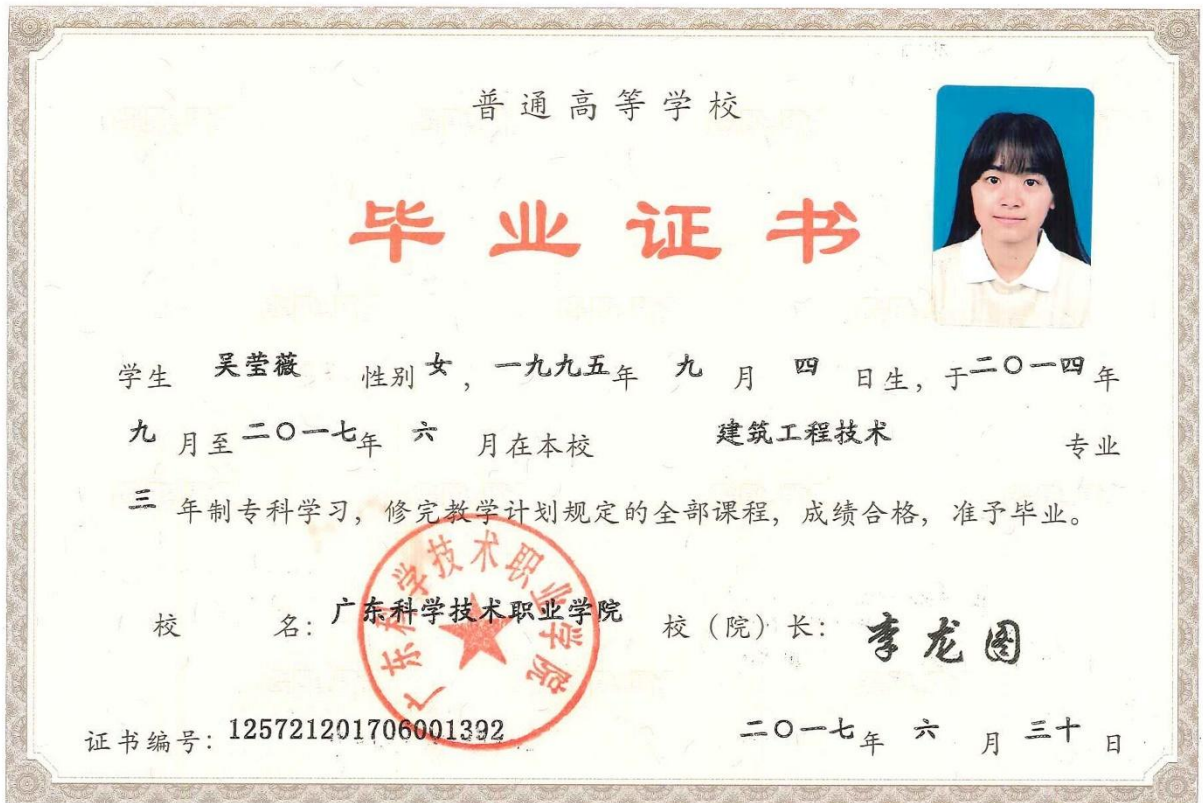 普通高等学校
毕业证书
学生 吴莹薇 性别 女，一九九五年 九 月 四 日生，于二〇一四年
九 月至二〇一七年 六 月在本校 建筑工程技术 专业
三 年制专科学习，修完教学计划规定的全部课程，成绩合格，准予毕业。
广东科学技术职业学院
校 名：广东科学技术职业学院 校（院）长：李龙图
证书编号：125721201706001392 二〇一七年 六 月 三十 日